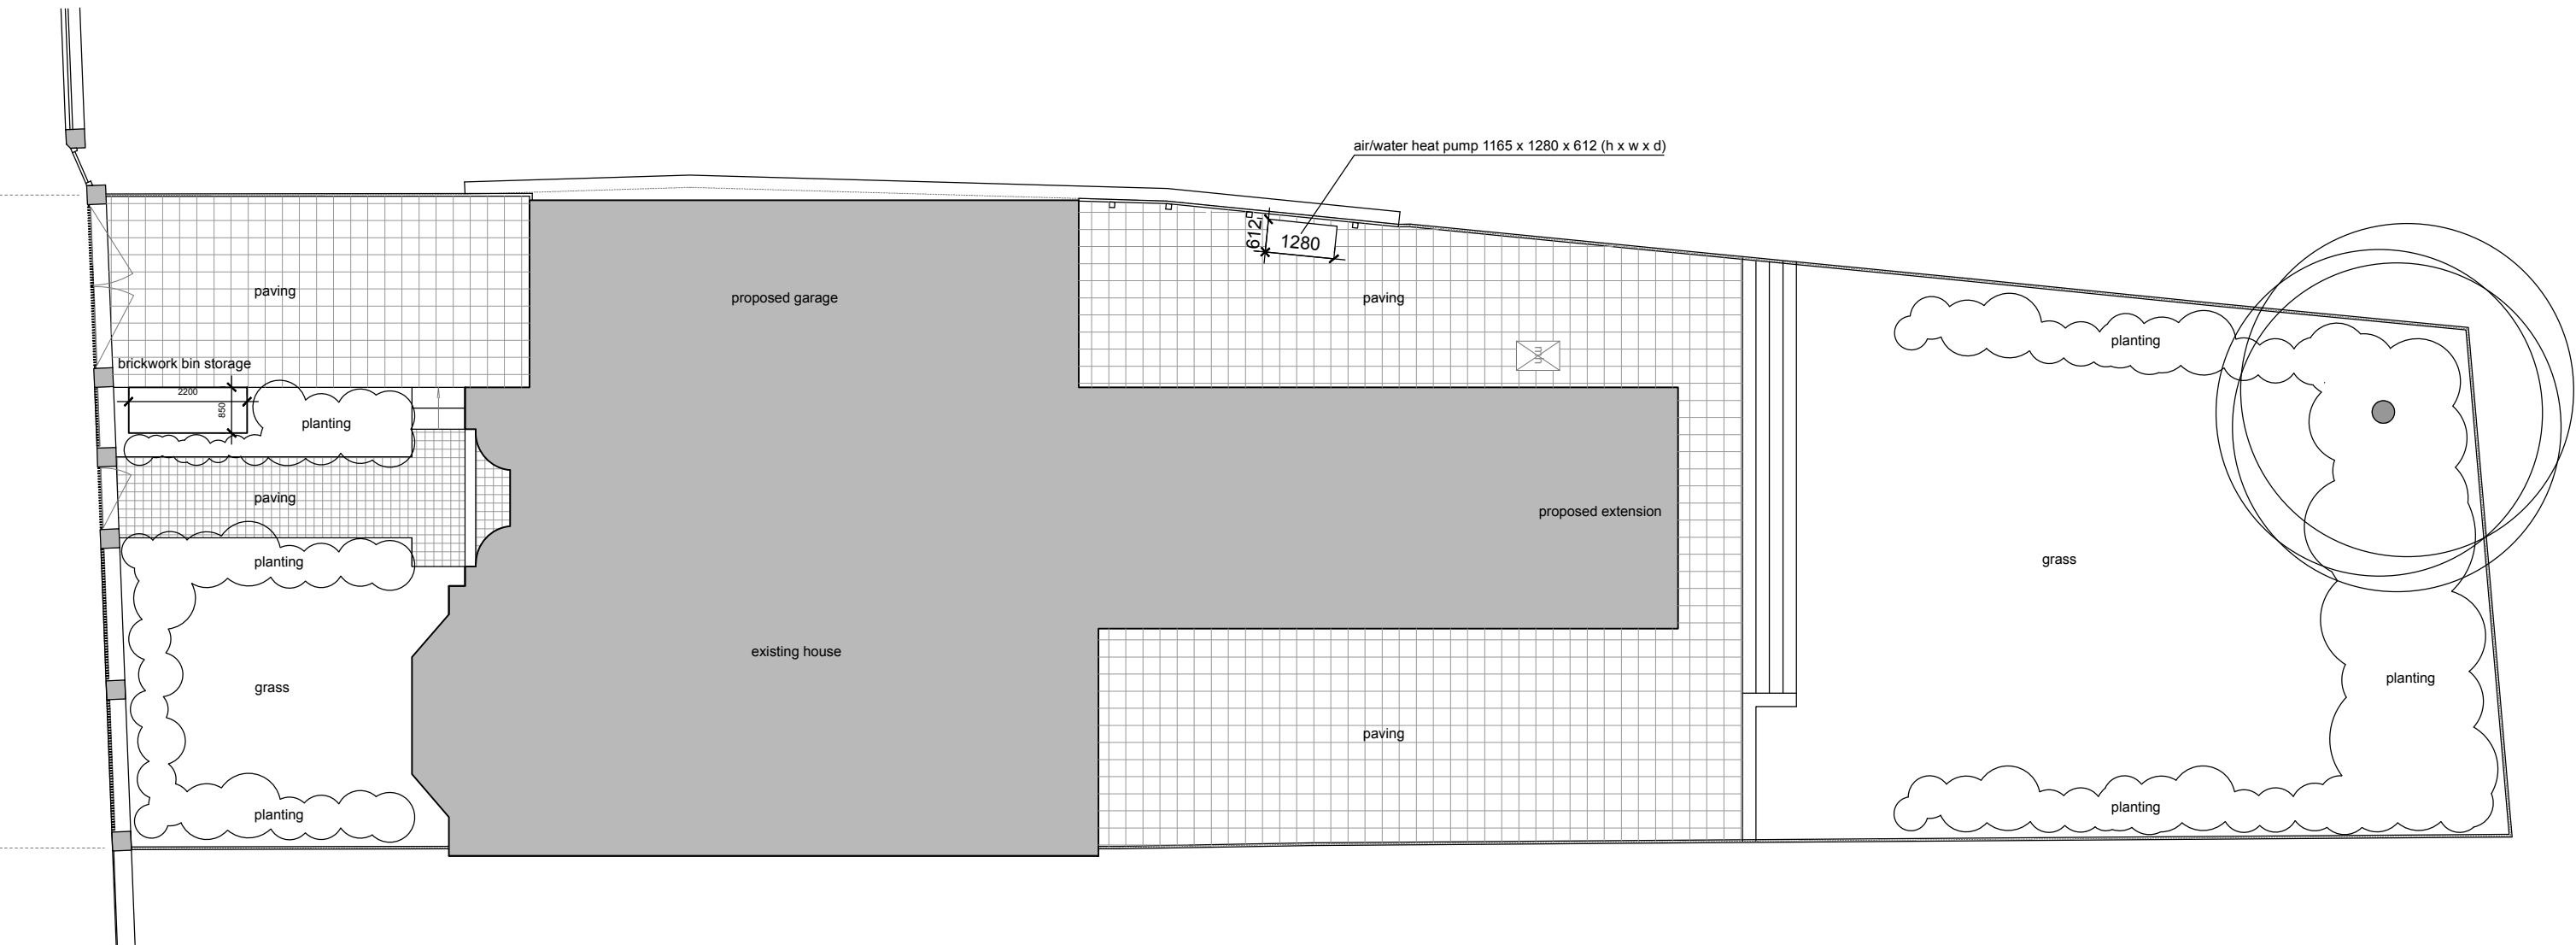 air/water heat pump 1165 x 1280 x 612 (h x w x d)
612
1280
paving
proposed garage
paving
mh
brickwork bin storage
2200
850
planting
planting
paving
proposed extension
planting
grass
existing house
grass
planting
paving
planting
planting